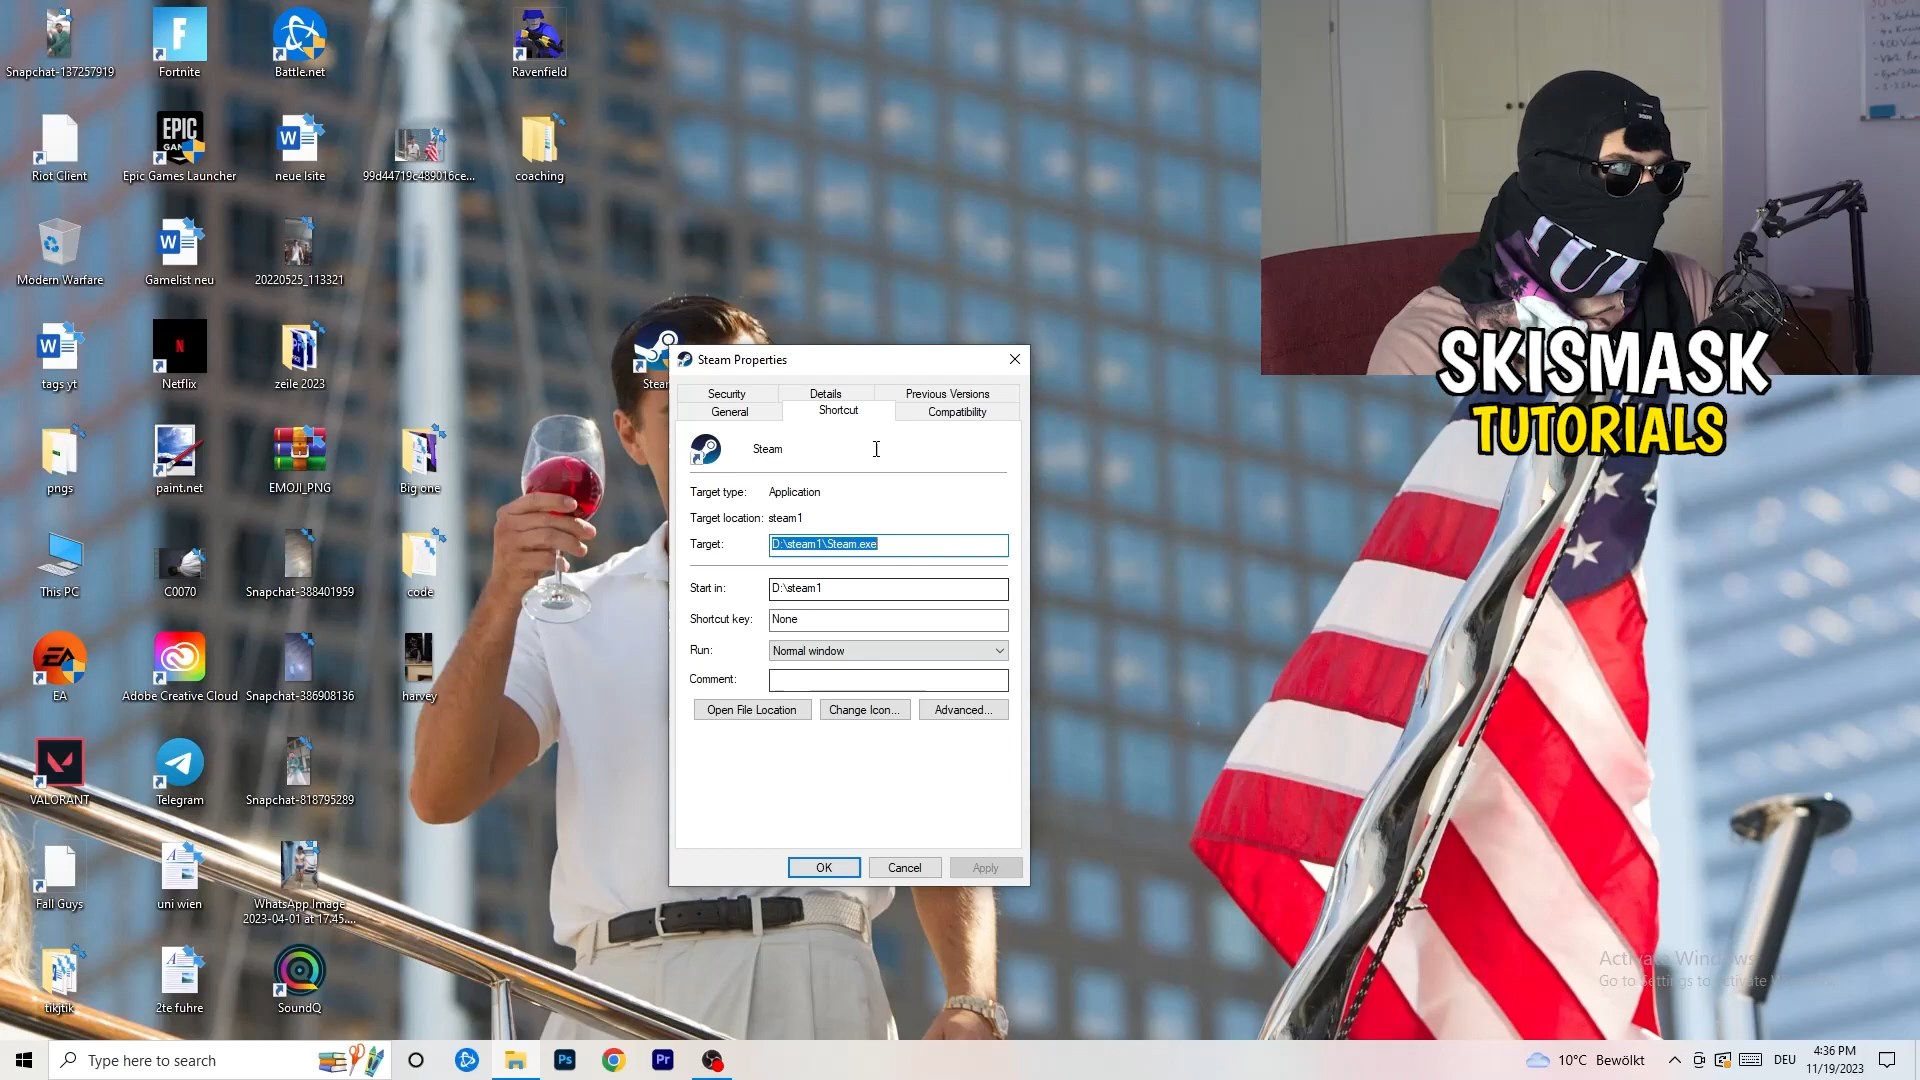 Snapchat-137257919
Fortnite
Battle.net
Ravenfield
Riot Client
EPIC
Epic Games Launcher
neue lsite
99d44719c489016ce...
coaching
Modern Warfare
Gamelist neu
20220525_113321
tags yt
Netflix
zeile 2023
pngs
paint.net
EMOJI_PNG
Big one
This PC
C0070
Snapchat-388401959
code
EA
Adobe Creative Cloud
Snapchat-386908136
harvey
VALORANT
Telegram
Snapchat-818795289
Fall Guys
uni wien
WhatsApp Image
2023-04-01 at 17.45....
tikjtik
2te fuhre
SoundQ
Steam Properties
Security
Details
Previous Versions
General
Shortcut
Compatibility
Steam
Target type: Application
Target location: steam1
Target: D:\steam1\Steam.exe
Start in: D:\steam1
Shortcut key: None
Run: Normal window
Comment:
Open File Location
Change Icon...
Advanced...
OK
Cancel
Apply
SKISMASK
TUTORIALS
Type here to search
Ps
Pr
10°C Bewölkt
DEU
4:36 PM
11/19/2023